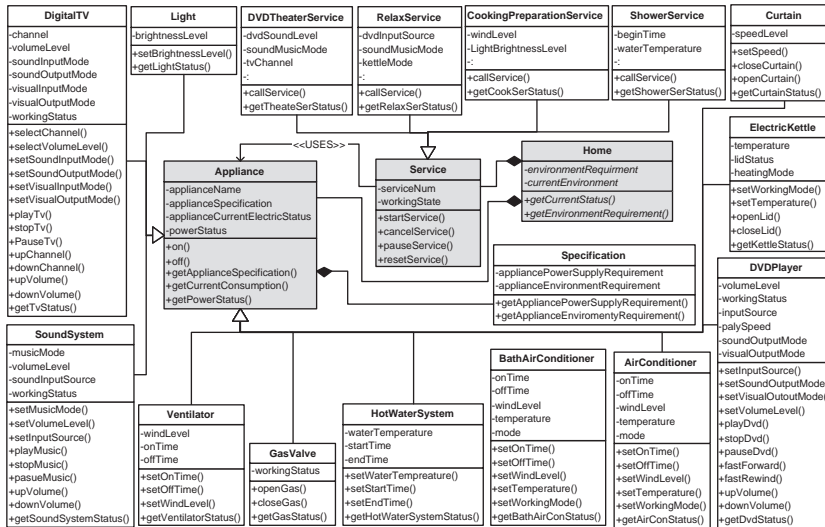 DigitalTV
-channel
-volumeLevel
-soundInputMode
-soundOutputMode
-visualInputMode
-visualOutputMode
-workingStatus
+selectChannel()
+selectVolumeLevel()
+setSoundInputMode()
+setSoundOutputMode()
+setVisualInputMode()
+setVisualOutputMode()
+playTv()
+stopTv()
+PauseTv()
+upChannel()
+downChannel()
+upVolume()
+downVolume()
+getTvStatus()
Light
-brightnessLevel
+setBrightnessLevel()
+getLightStatus()
DVDTheaterService
-dvdSoundLevel
-soundMusicMode
-tvChannel
-:
+callService()
+getTheateSerStatus()
RelaxService
-dvdInputSource
-soundMusicMode
-kettleMode
-:
+callService()
+getRelaxSerStatus()
CookingPreparationService
-windLevel
-LightBrightnessLevel
-:
+callService()
+getCookSerStatus()
ShowerService
-beginTime
-waterTemperature
-:
+callService()
+getShowerSerStatus()
Curtain
-speedLevel
+setSpeed()
+closeCurtain()
+openCurtain()
+getCurtainStatus()
<<USES>>
Appliance
-applianceName
-applianceSpecification
-applianceCurrentElectricStatus
-powerStatus
+on()
+off()
+getApplianceSpecification()
+getCurrentConsumption()
+getPowerStatus()
Service
-serviceNum
-workingState
+startService()
+cancelService()
+pauseService()
+resetService()
Home
-environmentRequirment
-currentEnvironment
+getCurrentStatus()
+getEnvironmentRequirement()
ElectricKettle
-temperature
-lidStatus
-heatingMode
+setWorkingMode()
+setTemperature()
+openLid()
+closeLid()
+getKettleStatus()
Specification
-appliancePowerSupplyRequirement
-applianceEnvironmentRequirement
+getAppliancePowerSupplyRequirement()
+getApplianceEnviromentyRequirement()
DVDPlayer
-volumeLevel
-workingStatus
-inputSource
-palySpeed
-soundOutputMode
-visualOutputMode
+setInputSource()
+setSoundOutputMode()
+setVisualOutoutMode()
+setVolumeLevel()
+playDvd()
+stopDvd()
+pauseDvd()
+fastForward()
+fastRewind()
+upVolume()
+downVolume()
+getDvdStatus()
SoundSystem
-musicMode
-volumeLevel
-soundInputSource
-workingStatus
+setMusicMode()
+setVolumeLevel()
+setInputSource()
+playMusic()
+stopMusic()
+pasueMusic()
+upVolume()
+downVolume()
+getSoundSystemStatus()
Ventilator
-windLevel
-onTime
-offTime
+setOnTime()
+setOffTime()
+setWindLevel()
+getVentilatorStatus()
GasValve
-workingStatus
+openGas()
+closeGas()
+getGasStatus()
HotWaterSystem
-waterTemperature
-startTime
-endTime
+setWaterTempreature()
+setStartTime()
+setEndTime()
+getHotWaterSystemStatus()
BathAirConditioner
-onTime
-offTime
-windLevel
-temperature
-mode
+setOnTime()
+setOffTime()
+setWindLevel()
+setTemperature()
+setWorkingMode()
+getBathAirConStatus()
AirConditioner
-onTime
-offTime
-windLevel
-temperature
-mode
+setOnTime()
+setOffTime()
+setWindLevel()
+setTemperature()
+setWorkingMode()
+getAirConStatus()